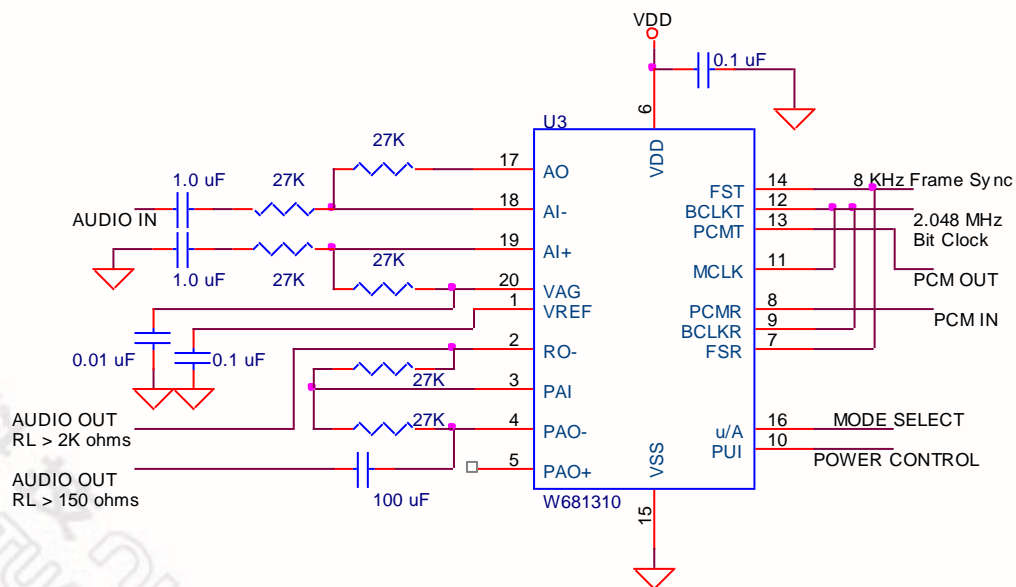 VDD
0.1 uF
6
U3
VDD
27K
17
AO
1.0 uF
27K
18
AI-
AUDIO IN
19
AI+
1.0 uF
27K
27K
20
VAG
1
VREF
0.01 uF
0.1 uF
2
RO-
27K
3
PAI
AUDIO OUT
RL > 2K ohms
27K
4
PAO-
5
PAO+
AUDIO OUT
RL > 150 ohms
100 uF
W681310
VSS
15
FST
14
8 KHz Frame Sync
BCLKT
12
PCMT
13
2.048 MHz
Bit Clock
MCLK
11
PCM OUT
PCMR
8
PCM IN
BCLKR
9
FSR
7
u/A
16
MODE SELECT
PUI
10
POWER CONTROL